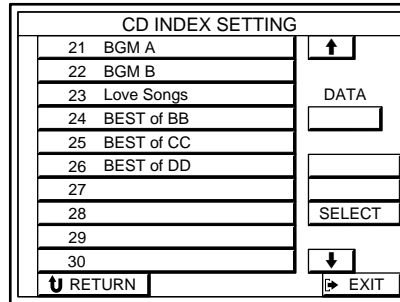 CD INDEX SETTING
21 BGM A
22 BGM B
23 Love Songs
DATA
24 BEST of BB
25 BEST of CC
26 BEST of DD
27
28
SELECT
29
30
RETURN
EXIT